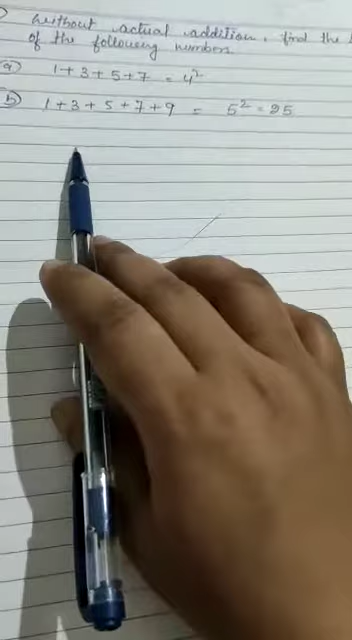 without actual addition, find the
of the following numbers
(a) 1+3+5+7 = 4²
(b) 1+3+5+7+9 = 5² = 25